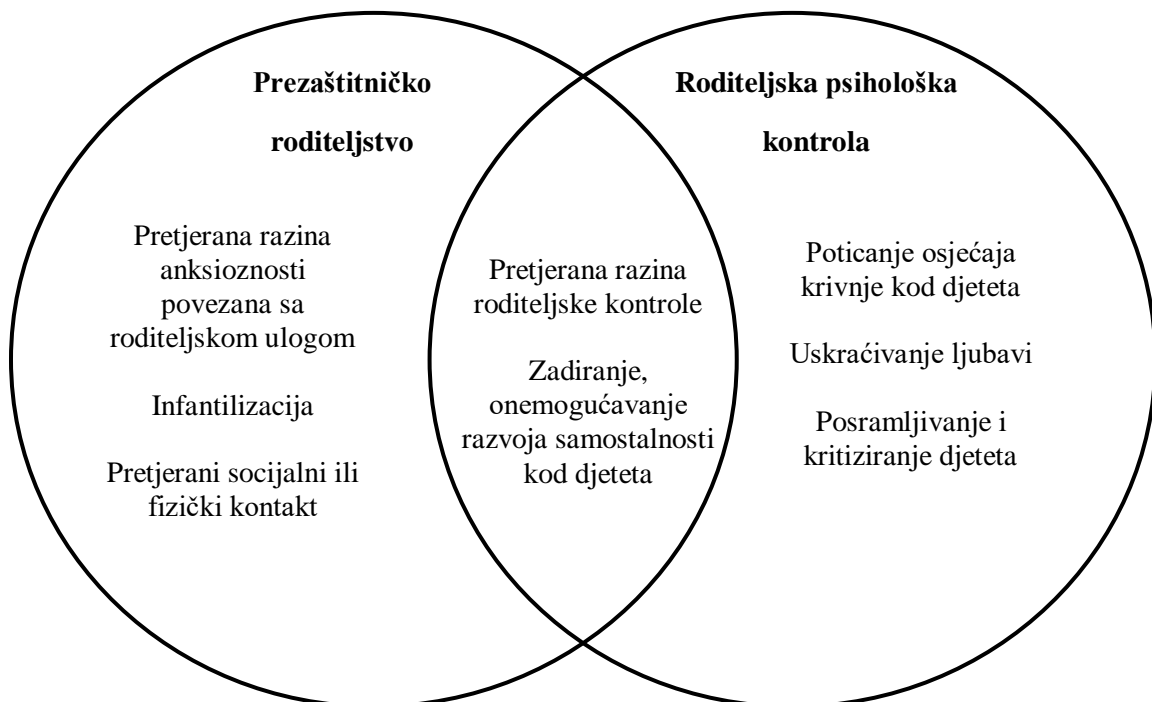 Prezaštitničko
roditeljstvo
Pretjerana razina
anksioznosti
povezana sa
roditeljskom ulogom
Infantilizacija
Pretjerani socijalni ili
fizički kontakt
Pretjerana razina
roditeljske kontrole
Zadiranje,
onemogućavanje
razvoja samostalnosti
kod djeteta
Roditeljska psihološka
kontrola
Poticanje osjećaja
krivnje kod djeteta
Uskraćivanje ljubavi
Posramljivanje i
kritiziranje djeteta